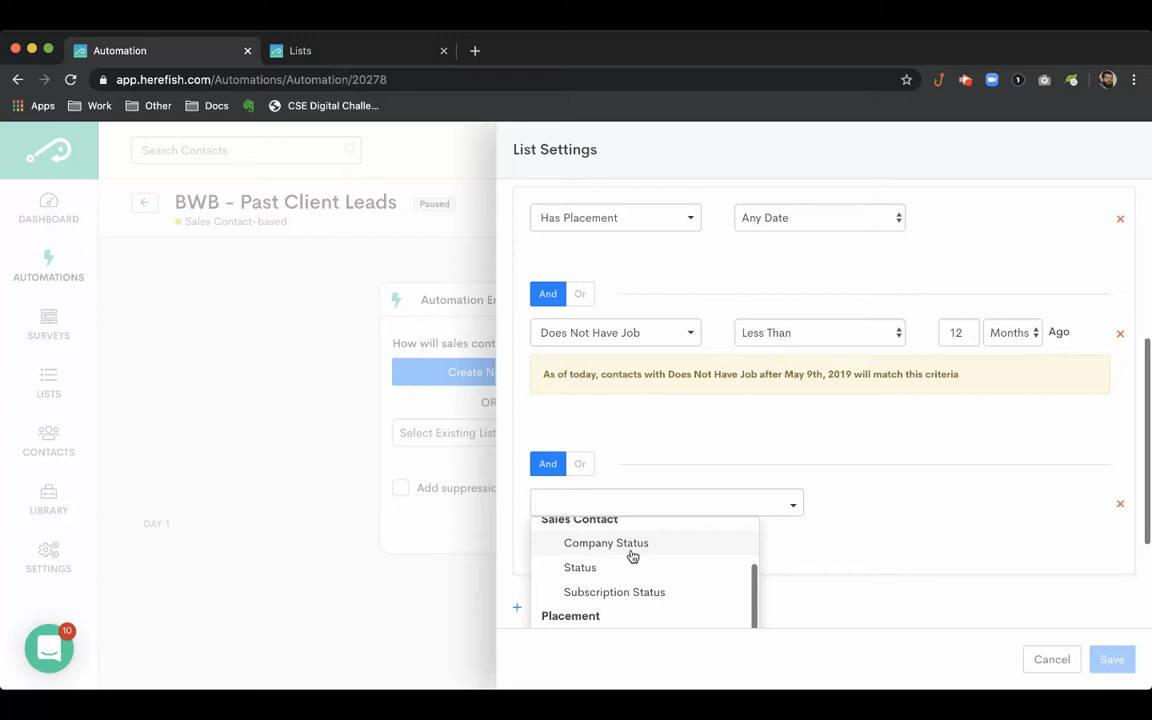 Automation
Lists
app.herefish.com/Automations/Automation/20278
Apps
Work
Other
Docs
CSE Digital Challe...
Search Contacts
List Settings
DASHBOARD
AUTOMATIONS
SURVEYS
LISTS
CONTACTS
LIBRARY
SETTINGS
10
BWB - Past Client Leads
Paused
Sales Contact-based
Automation En
How will sales cont
Create Ne
OR
Select Existing List
Add suppressio
DAY 1
Has Placement
Any Date
And
Or
Does Not Have Job
Less Than
12
Months
Ago
As of today, contacts with Does Not Have Job after May 9th, 2019 will match this criteria
And
Or
Sales Contact
Company Status
Status
Subscription Status
Placement
Cancel
Save